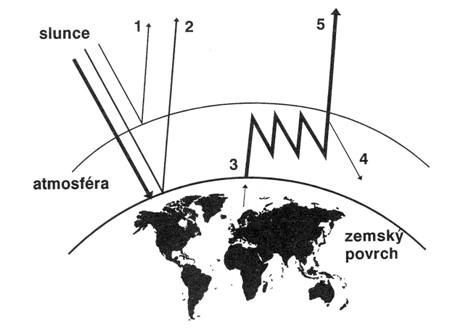 slunce
1
2
5
3
4
atmosféra
zemský
povrch